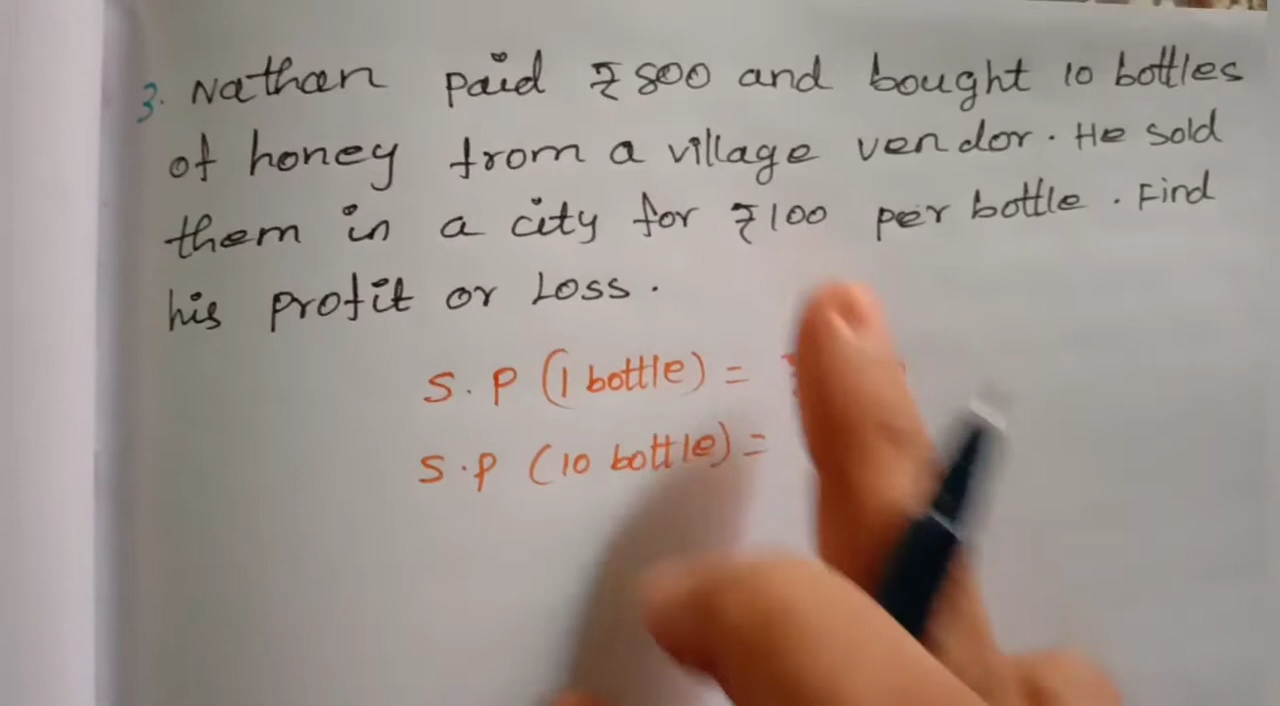 3. Nathan paid ₹800 and bought 10 bottles
of honey from a village vendor. He sold
them in a city for ₹100 per bottle. Find
his profit or Loss.
S.P (1 bottle) =
S.P (10 bottle) =